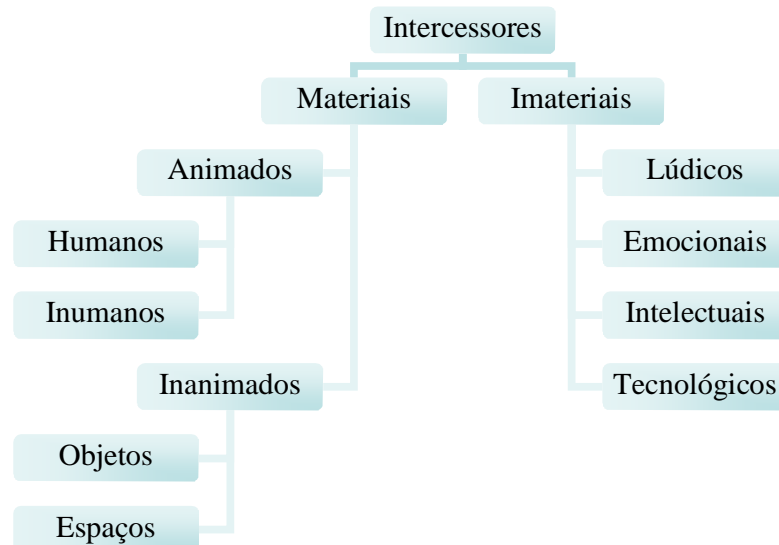 Intercessores
Materiais
Imateriais
Animados
Lúdicos
Humanos
Emocionais
Inumanos
Intelectuais
Inanimados
Tecnológicos
Objetos
Espaços